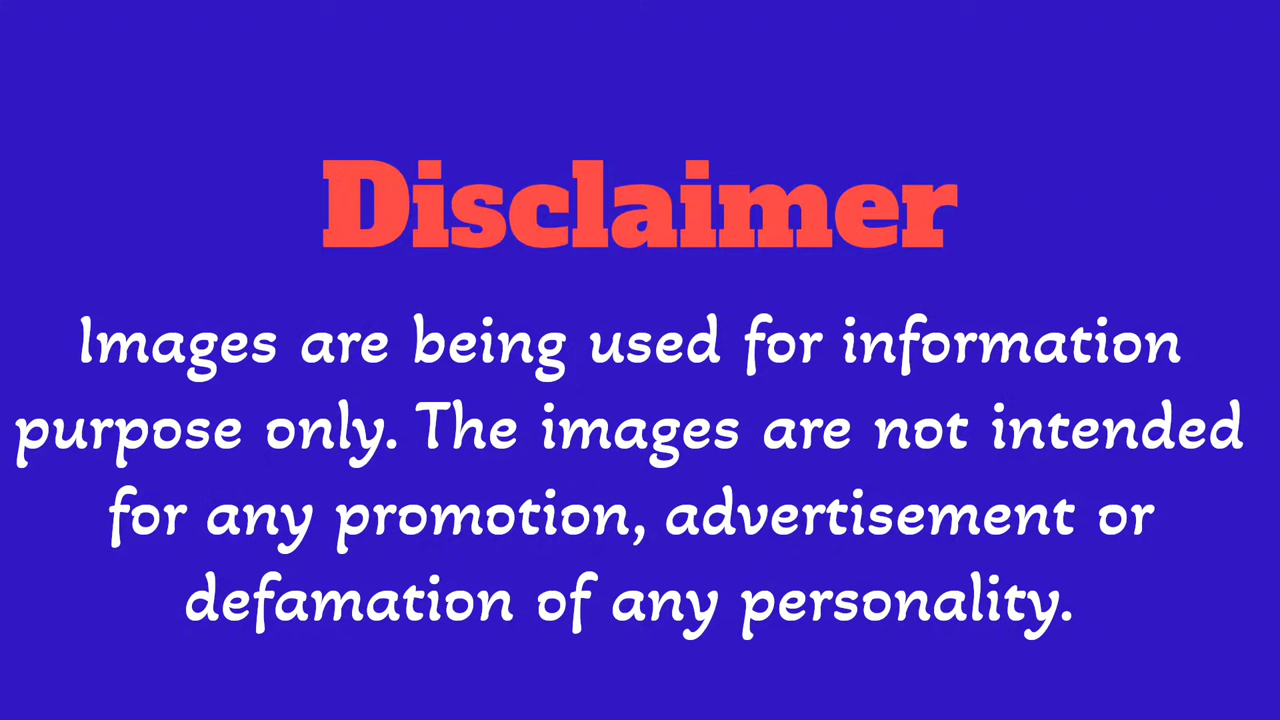 Disclaimer
Images are being used for information
purpose only. The images are not intended
for any promotion, advertisement or
defamation of any personality.